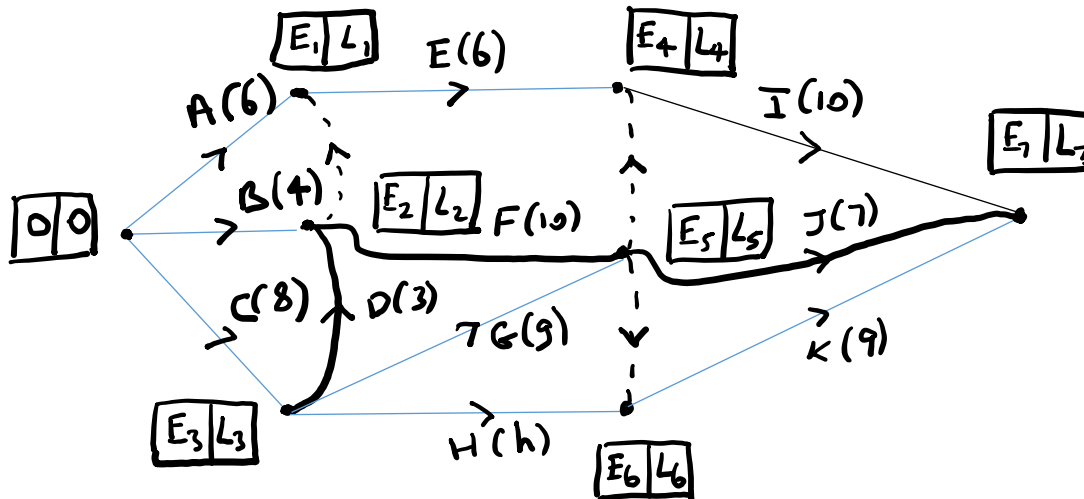 E₁ L₁
E(6)
E₄ L₄
A(6)
I(10)
E₇ L₇
B(4)
E₂ L₂
F(10)
E₅ L₅
J(7)
0 0
C(8)
D(3)
G(9)
K(9)
E₃ L₃
H(h)
E₆ L₆